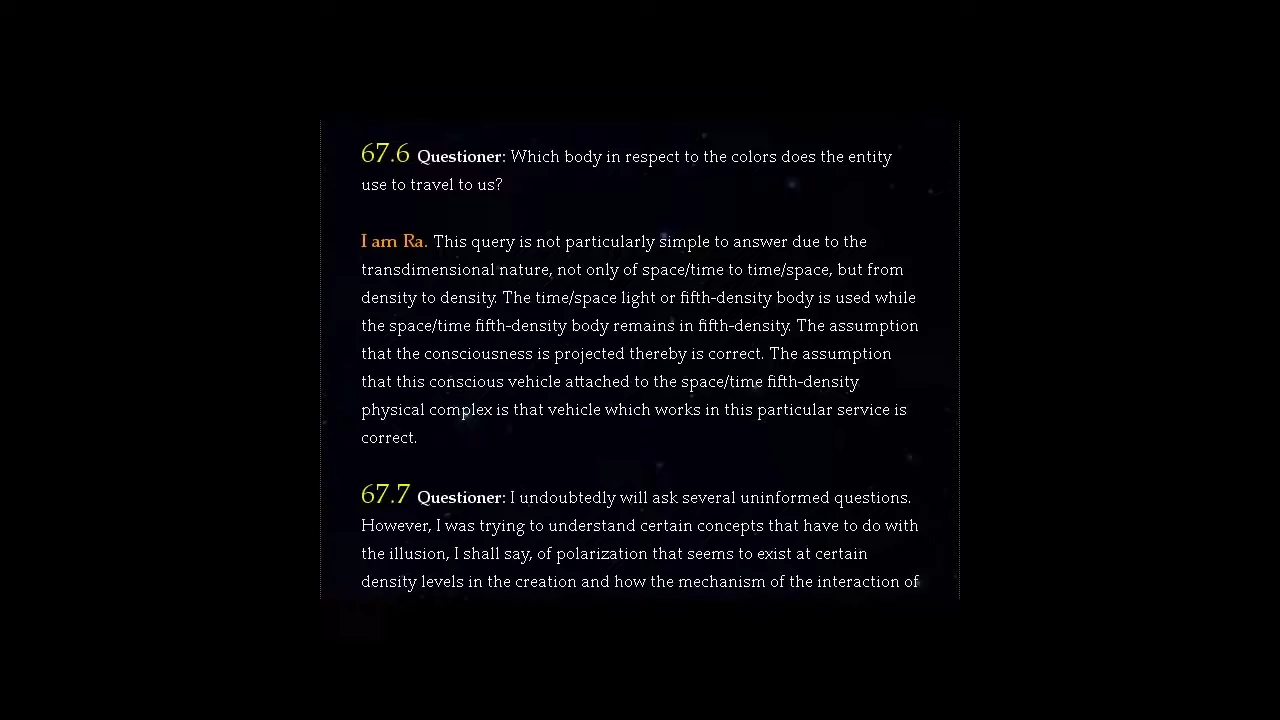 67.6 Questioner: Which body in respect to the colors does the entity
use to travel to us?
I am Ra. This query is not particularly simple to answer due to the
transdimensional nature, not only of space/time to time/space, but from
density to density. The time/space light or fifth-density body is used while
the space/time fifth-density body remains in fifth-density. The assumption
that the consciousness is projected thereby is correct. The assumption
that this conscious vehicle attached to the space/time fifth-density
physical complex is that vehicle which works in this particular service is
correct.
67.7 Questioner: I undoubtedly will ask several uninformed questions.
However, I was trying to understand certain concepts that have to do with
the illusion, I shall say, of polarization that seems to exist at certain
density levels in the creation and how the mechanism of the interaction of